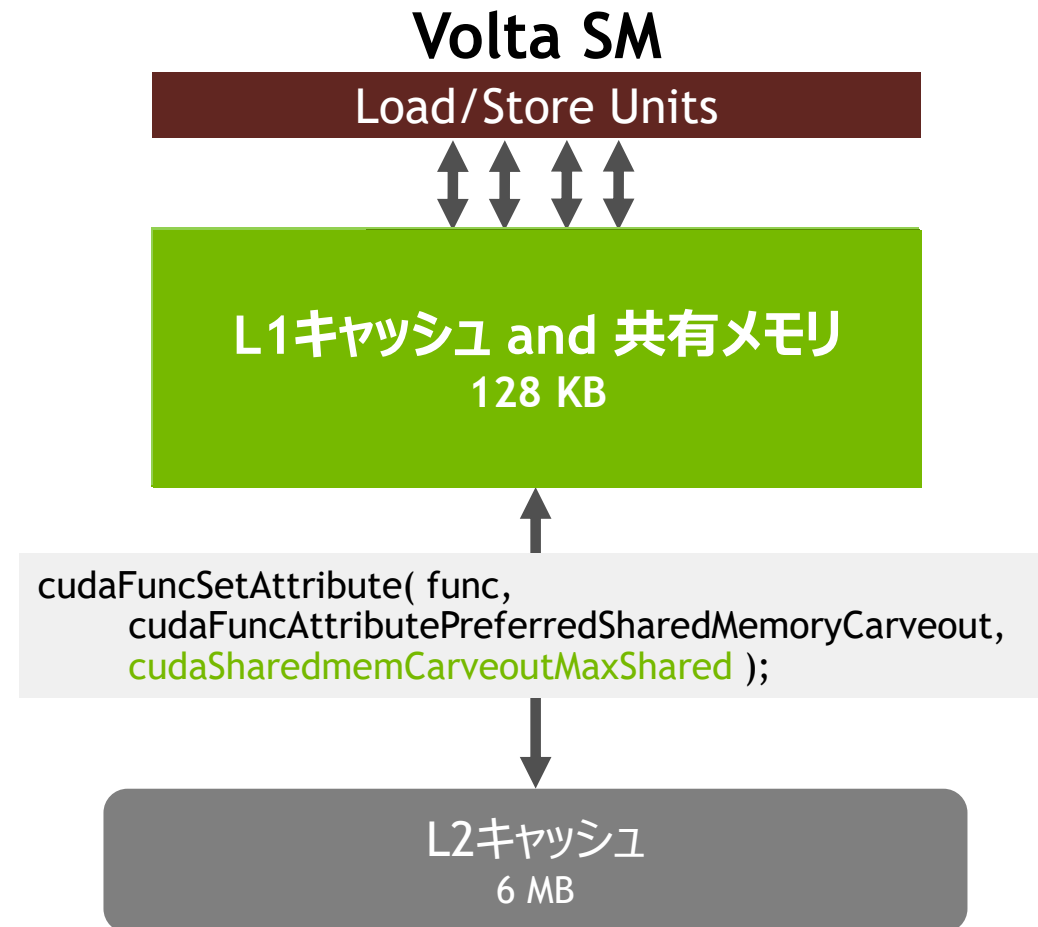 Volta SM
Load/Store Units
L1キャッシュ and 共有メモリ
128 KB
cudaFuncSetAttribute( func,
cudaFuncAttributePreferredSharedMemoryCarveout,
cudaSharedmemCarveoutMaxShared );
L2キャッシュ
6 MB